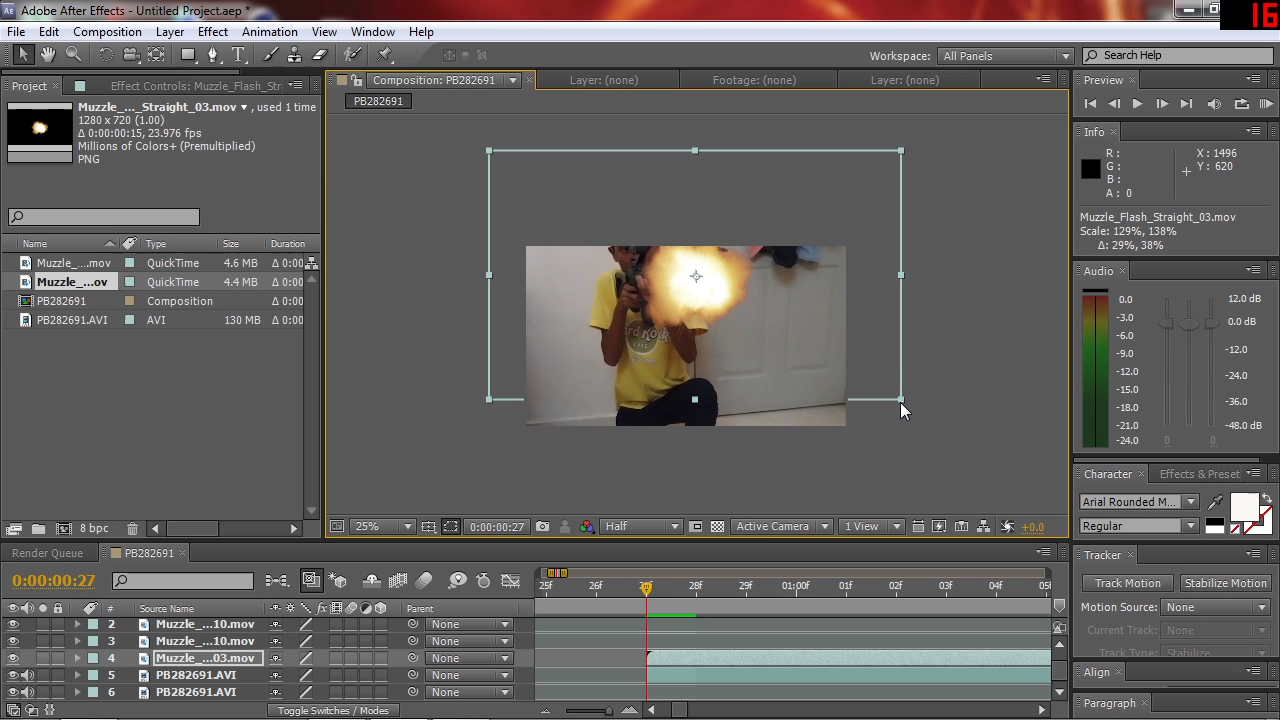 Adobe After Effects - Untitled Project.aep *
16
File Edit Composition Layer Effect Animation View Window Help
Workspace: All Panels Search Help
Project Effect Controls: Muzzle_Flash_Str
Composition: PB282691 Layer: (none) Footage: (none) Layer: (none)
Preview
PB282691
Muzzle_..._Straight_03.mov ▾, used 1 time
1280 x 720 (1.00)
Δ 0:00:00:15, 23.976 fps
Millions of Colors+ (Premultiplied)
PNG
Info
R :
G :
B :
A : 0
X : 1496
Y : 620
Muzzle_Flash_Straight_03.mov
Scale: 129%, 138%
Δ: 29%, 38%
Name Type Size Duration
Muzzle_...mov QuickTime 4.6 MB Δ 0:00
Muzzle_...ov QuickTime 4.4 MB Δ 0:00
PB282691 Composition Δ 0:00
PB282691.AVI AVI 130 MB Δ 0:00
Hard Rock
CAFE
Audio
0.0
-3.0
-6.0
-9.0
-12.0
-15.0
-18.0
-21.0
-24.0
12.0 dB
0.0 dB
-12.0
-24.0
-36.0
-48.0 dB
0 0
Character Effects & Preset
Arial Rounded M...
Regular
8 bpc
25% 0:00:00:27 Half Active Camera 1 View +0.0
Render Queue PB282691
0:00:00:27
25f 26f 27f 28f 29f 01:00f 01f 02f 03f 04f 05
# Source Name Parent
2 Muzzle_...10.mov None
3 Muzzle_...10.mov None
4 Muzzle_...03.mov None
5 PB282691.AVI None
6 PB282691.AVI None
Toggle Switches / Modes
Tracker
Track Motion Stabilize Motion
Motion Source: None
Current Track: None
Track Type: Stabilize
Align
Paragraph